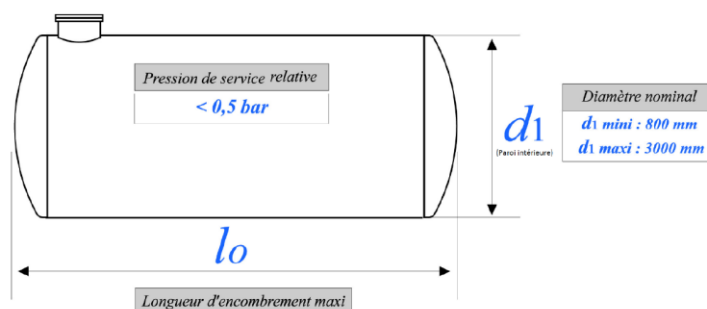 Pression de service relative
< 0,5 bar
d1
(Paroi intérieure)
Diamètre nominal
d1 mini : 800 mm
d1 maxi : 3000 mm
lo
Longueur d'encombrement maxi